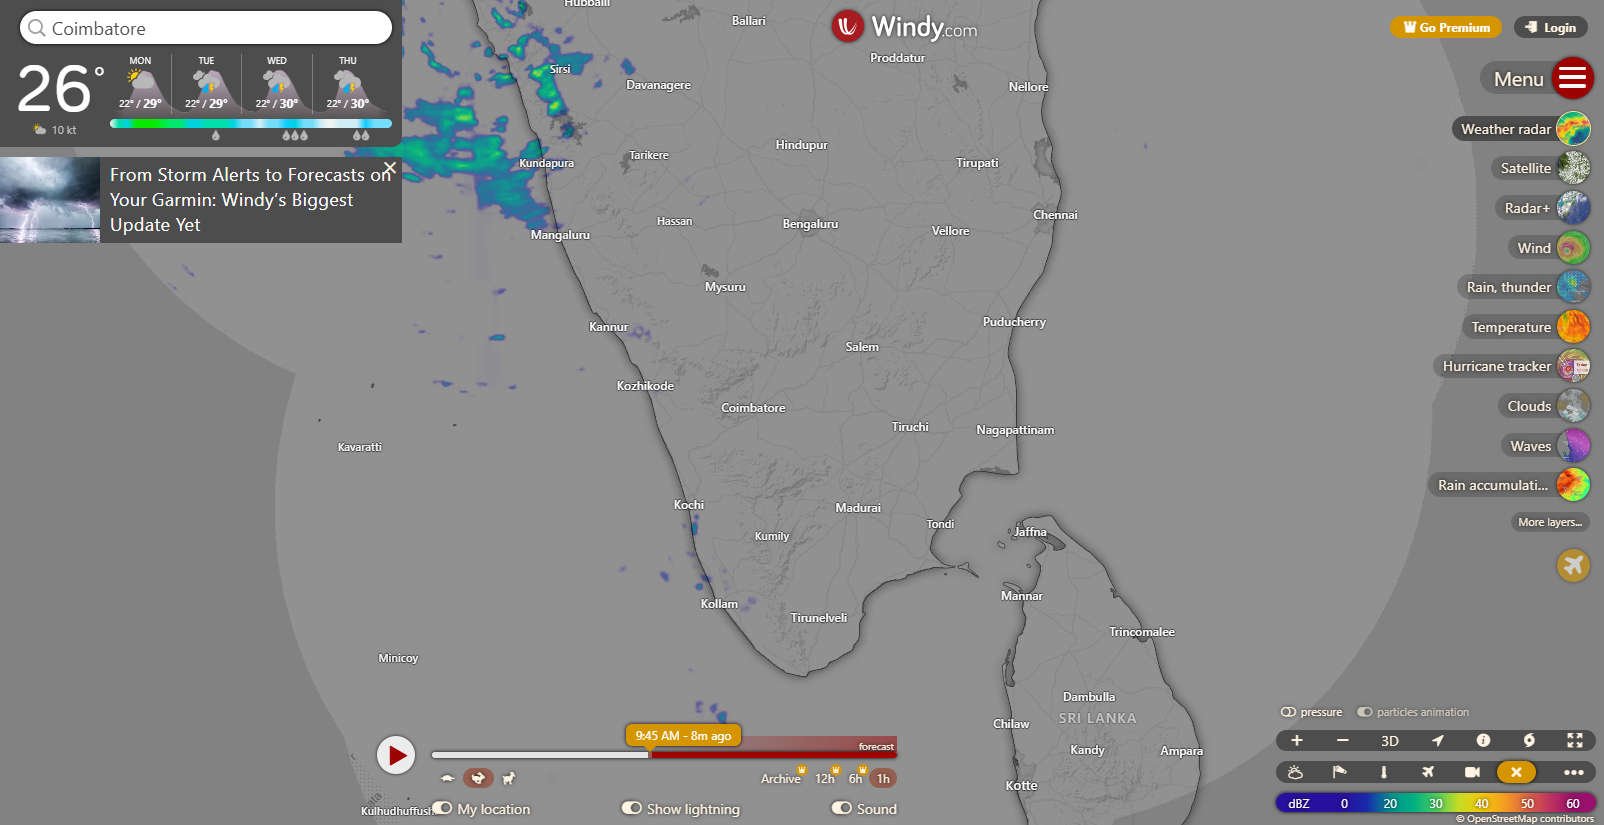 Coimbatore
26°
10 kt
MON
22° / 29°
TUE
22° / 29°
WED
22° / 30°
THU
22° / 30°
From Storm Alerts to Forecasts on
Your Garmin: Windy’s Biggest
Update Yet
Windy.com
Go Premium
Login
Menu
Weather radar
Satellite
Radar+
Wind
Rain, thunder
Temperature
Hurricane tracker
Clouds
Waves
Rain accumulati...
More layers...
Hubballi
Ballari
Proddatur
Sirsi
Davanagere
Nellore
Hindupur
Tarikere
Kundapura
Tirupati
Chennai
Hassan
Bengaluru
Vellore
Mangaluru
Mysuru
Puducherry
Kannur
Salem
Kozhikode
Coimbatore
Tiruchi
Nagapattinam
Kavaratti
Kochi
Madurai
Tondi
Jaffna
Kumily
Mannar
Kollam
Tirunelveli
Trincomalee
Minicoy
Dambulla
SRI LANKA
Chilaw
Kandy
Ampara
Kotte
Kulhudhuffush
9:45 AM - 8m ago
forecast
Archive
12h
6h
1h
My location
Show lightning
Sound
pressure
particles animation
3D
dBZ 0 20 30 40 50 60
© OpenStreetMap contributors